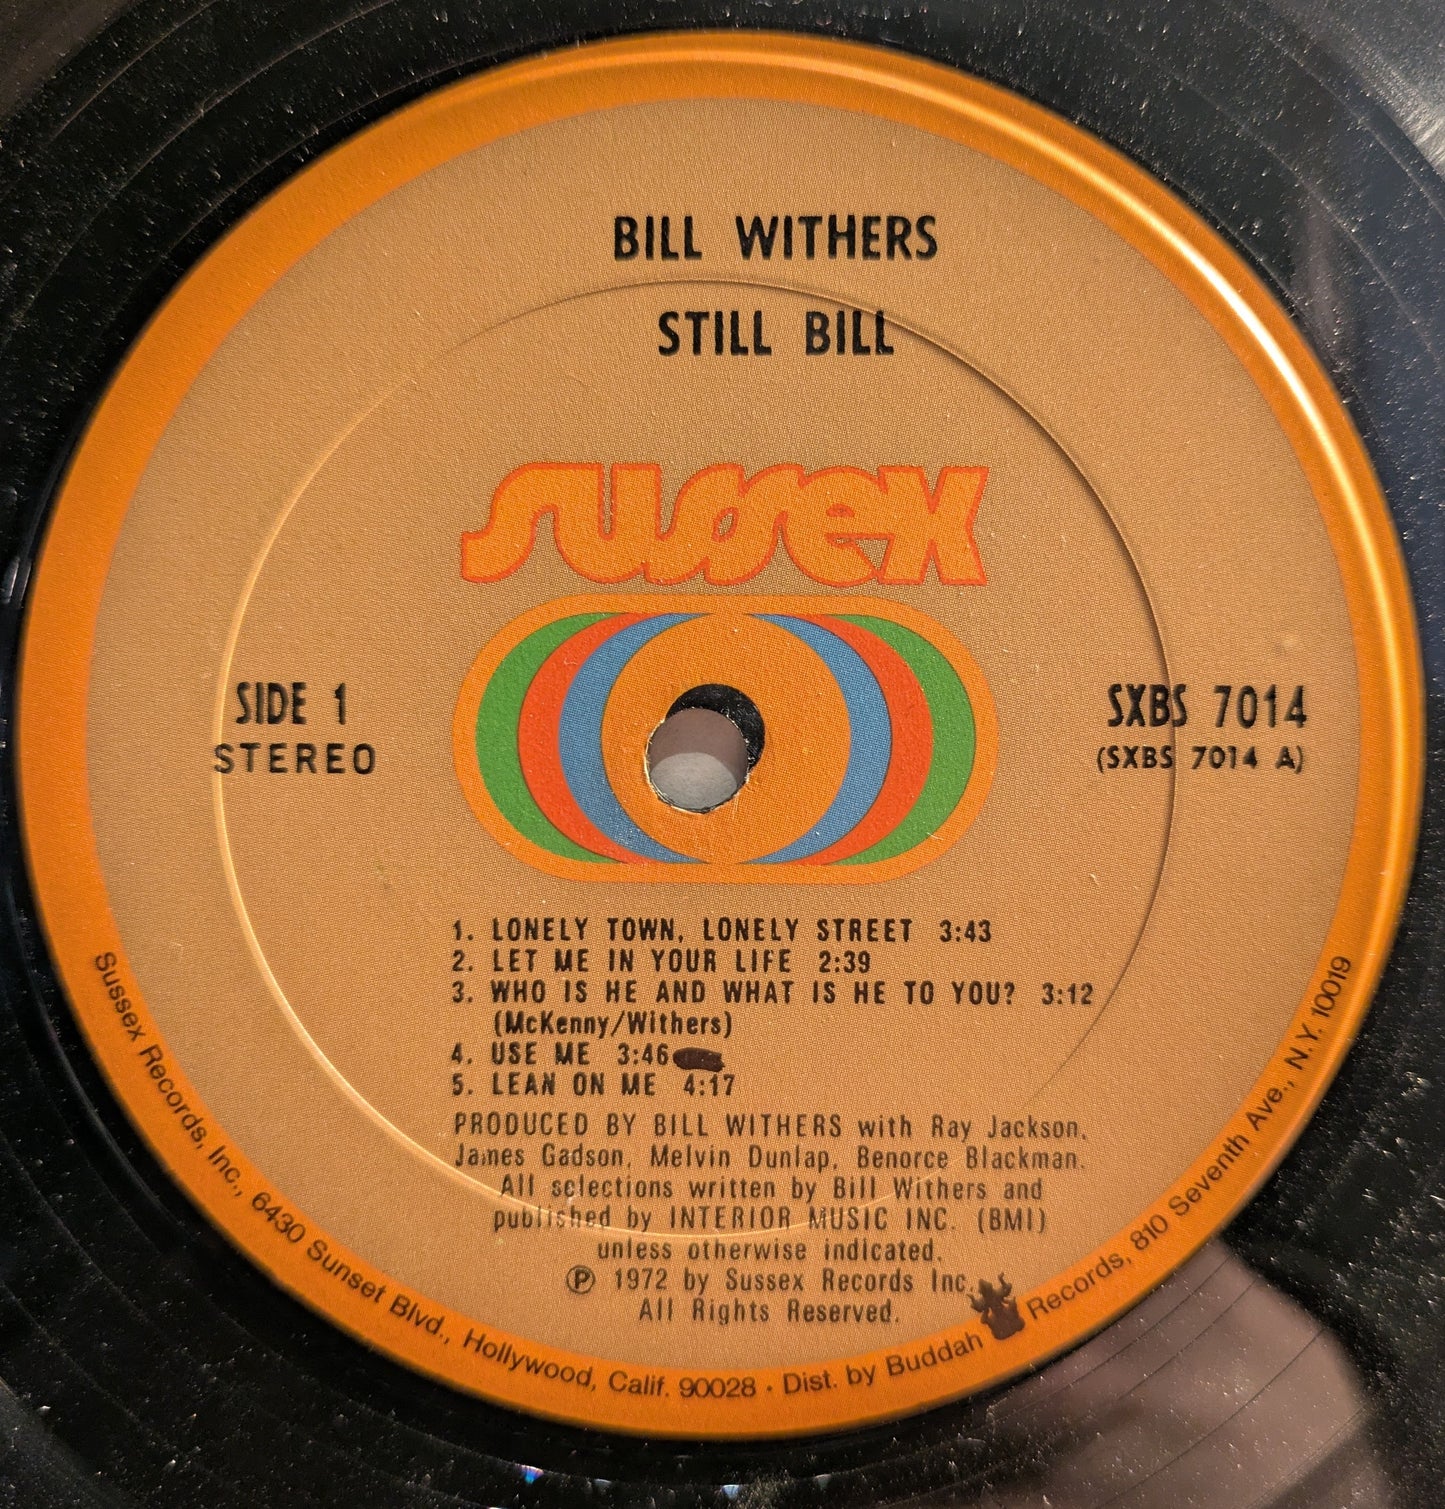 BILL WITHERS
STILL BILL
sussex
SIDE 1
STEREO
SXBS 7014
(SXBS 7014 A)
1. LONELY TOWN, LONELY STREET 3:43
2. LET ME IN YOUR LIFE 2:39
3. WHO IS HE AND WHAT IS HE TO YOU? 3:12
(McKenny/Withers)
4. USE ME 3:46
5. LEAN ON ME 4:17
PRODUCED BY BILL WITHERS with Ray Jackson,
James Gadson, Melvin Dunlap, Benorce Blackman.
All selections written by Bill Withers and
published by INTERIOR MUSIC INC. (BMI)
unless otherwise indicated.
℗ 1972 by Sussex Records Inc.
All Rights Reserved.
Sussex Records, Inc., 6430 Sunset Blvd., Hollywood, Calif. 90028 · Dist. by Buddah Records, 810 Seventh Ave., N.Y. 10019